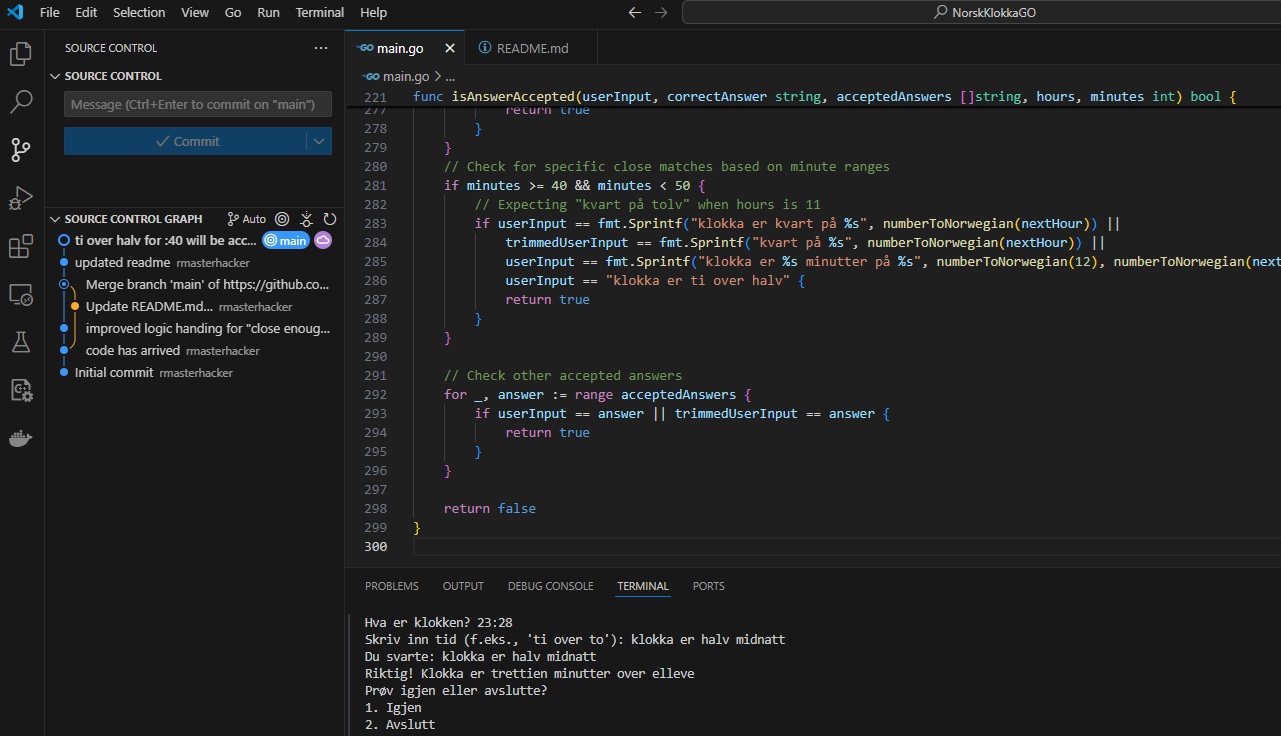 File Edit Selection View Go Run Terminal Help
NorskKlokkaGO
SOURCE CONTROL
SOURCE CONTROL
Message (Ctrl+Enter to commit on "main")
Commit
SOURCE CONTROL GRAPH Auto
ti over halv for :40 will be acc... main
updated readme rmasterhacker
Merge branch 'main' of https://github.co...
Update README.md... rmasterhacker
improved logic handing for "close enoug...
code has arrived rmasterhacker
Initial commit rmasterhacker
GO main.go README.md
GO main.go > ...
221 func isAnswerAccepted(userInput, correctAnswer string, acceptedAnswers []string, hours, minutes int) bool {
277 return true
278 }
279 }
280 // Check for specific close matches based on minute ranges
281 if minutes >= 40 && minutes < 50 {
282 // Expecting "kvart på tolv" when hours is 11
283 if userInput == fmt.Sprintf("klokka er kvart på %s", numberToNorwegian(nextHour)) ||
284 trimmedUserInput == fmt.Sprintf("kvart på %s", numberToNorwegian(nextHour)) ||
285 userInput == fmt.Sprintf("klokka er %s minutter på %s", numberToNorwegian(12), numberToNorwegian(next
286 userInput == "klokka er ti over halv" {
287 return true
288 }
289 }
290
291 // Check other accepted answers
292 for _, answer := range acceptedAnswers {
293 if userInput == answer || trimmedUserInput == answer {
294 return true
295 }
296 }
297
298 return false
299 }
300
PROBLEMS OUTPUT DEBUG CONSOLE TERMINAL PORTS
Hva er klokken? 23:28
Skriv inn tid (f.eks., 'ti over to'): klokka er halv midnatt
Du svarte: klokka er halv midnatt
Riktig! Klokka er trettien minutter over elleve
Prøv igjen eller avslutte?
1. Igjen
2. Avslutt